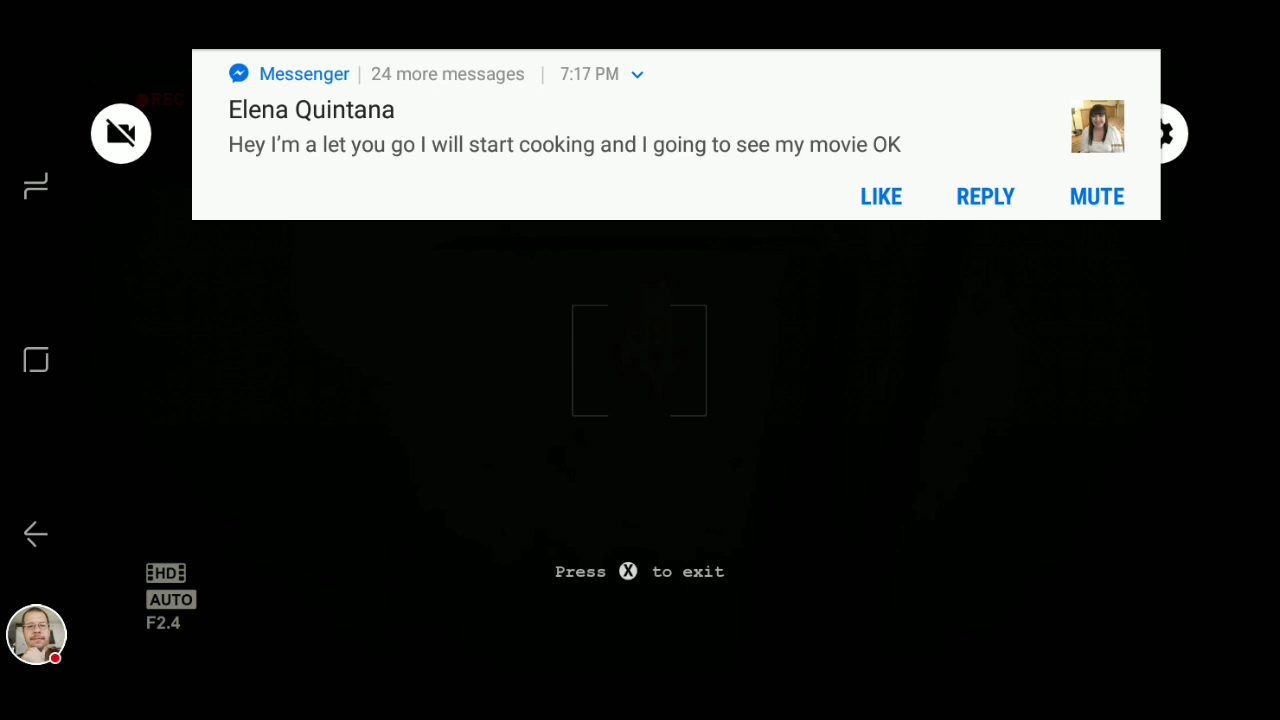 Messenger | 24 more messages | 7:17 PM
REC
Elena Quintana
Hey I’m a let you go I will start cooking and I going to see my movie OK
LIKE REPLY MUTE
Press X to exit
HD
AUTO
F2.4